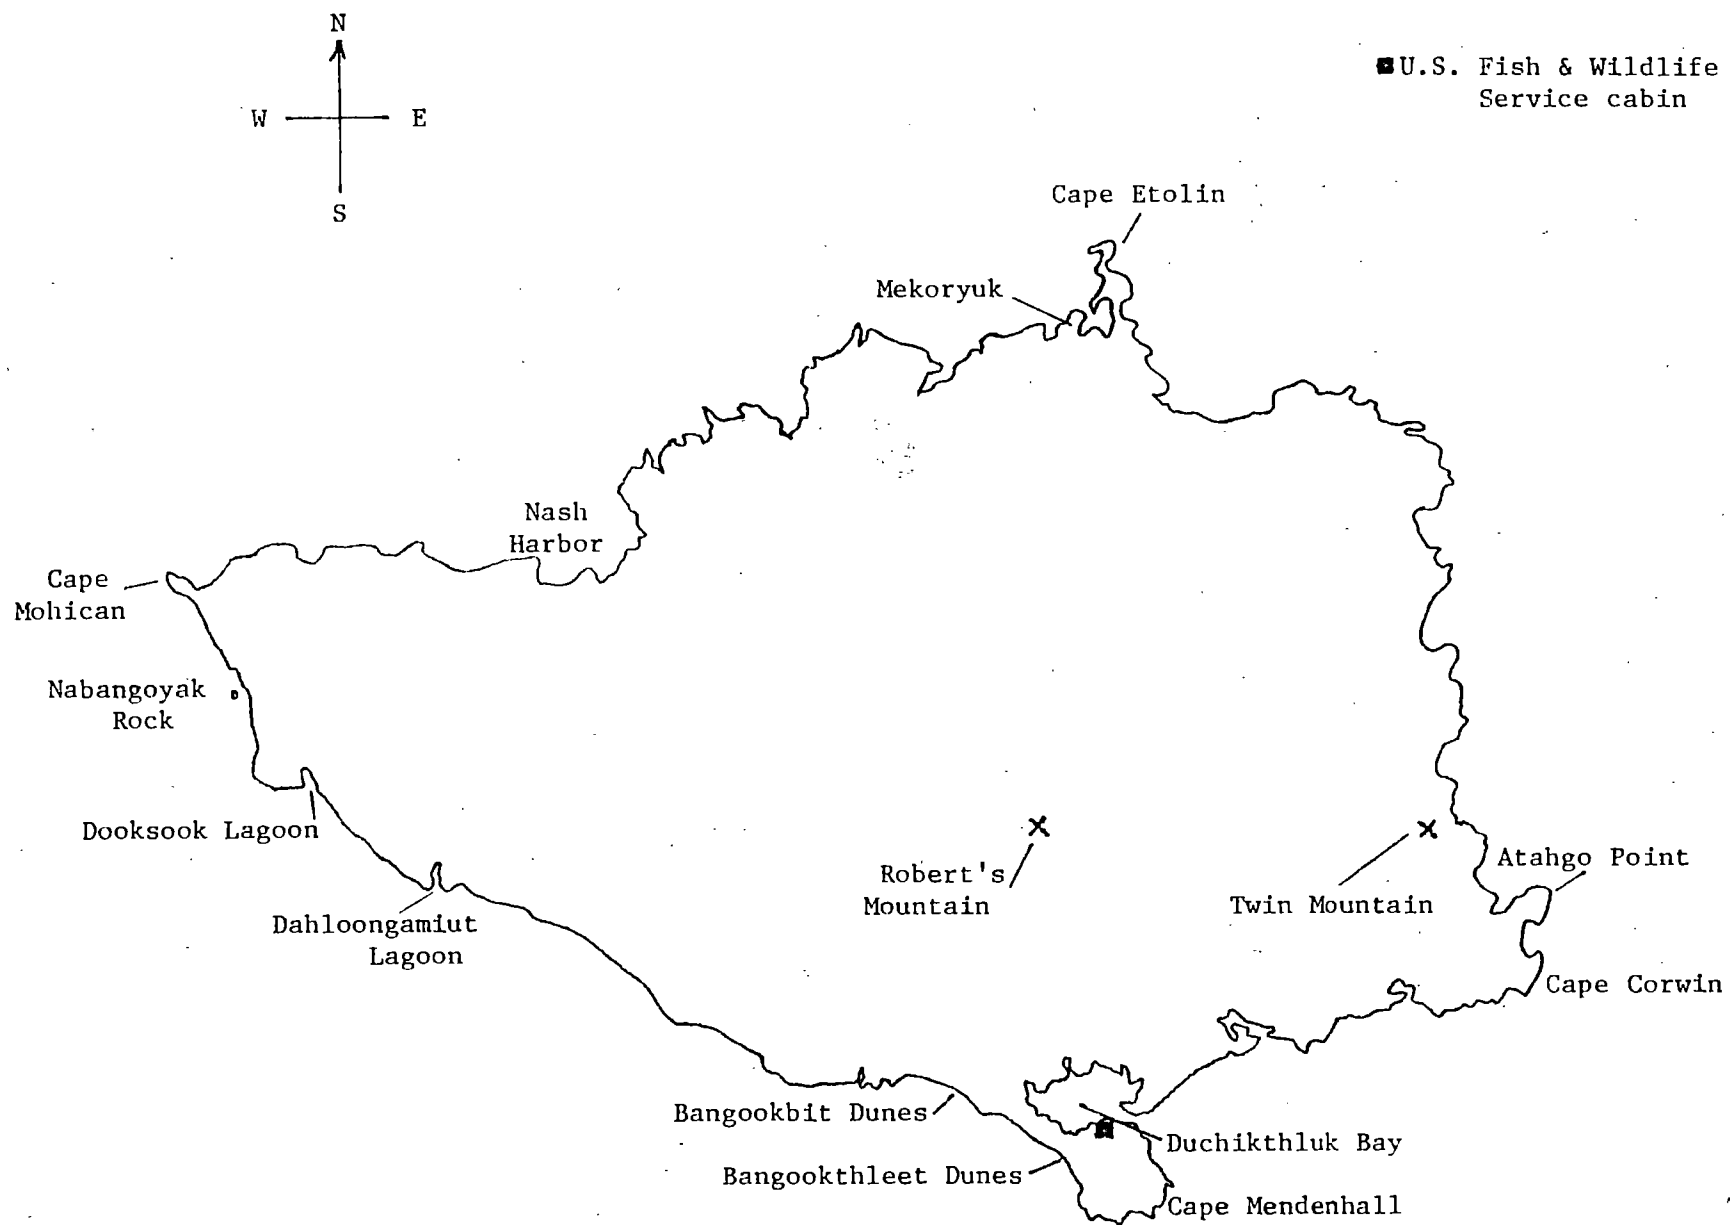 N
W E
S
U.S. Fish & Wildlife
Service cabin
Cape Etolin
Mekoryuk
Nash
Harbor
Cape
Mohican
Nabangoyak
Rock
Dooksook Lagoon
Dahloongamiut
Lagoon
Robert's
Mountain
Twin Mountain
Atahgo Point
Cape Corwin
Bangookbit Dunes
Duchikthluk Bay
Bangookthleet Dunes
Cape Mendenhall